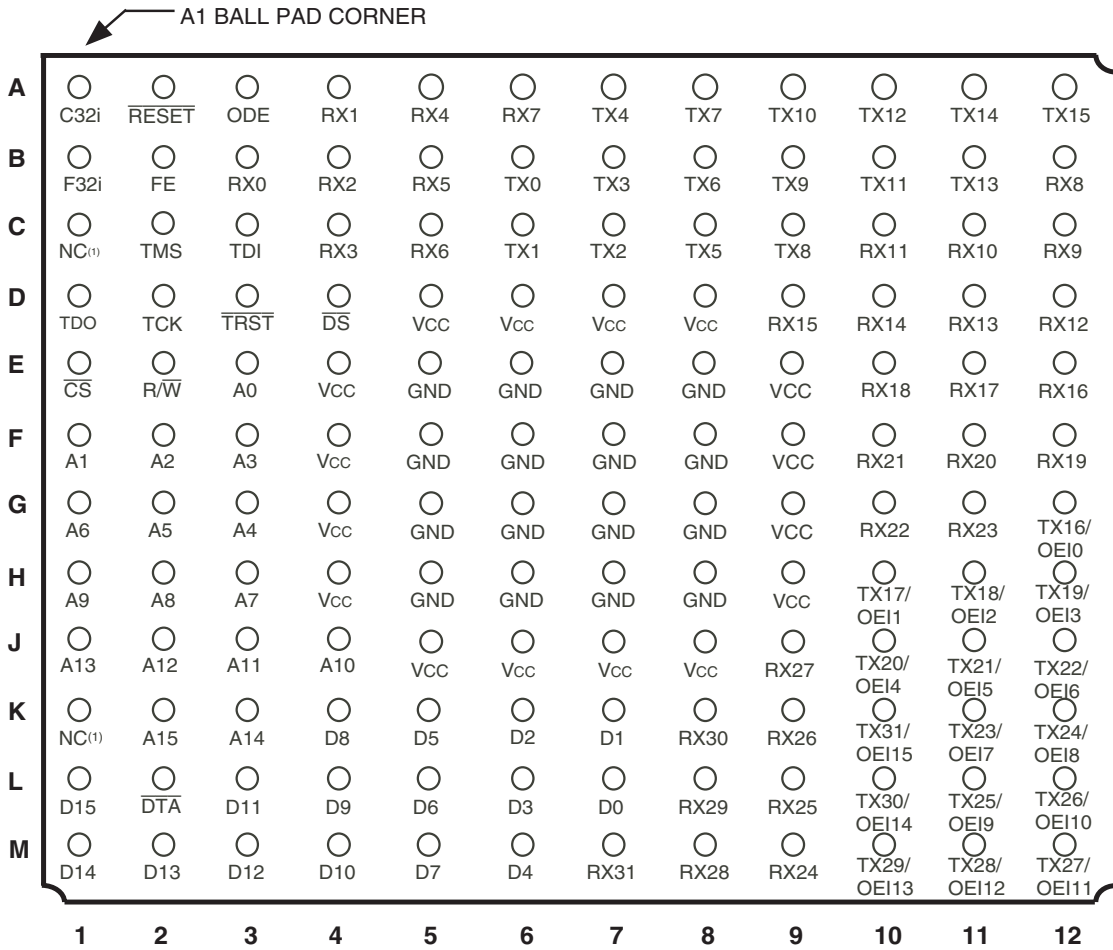 A1 BALL PAD CORNER
A
C32i RESET ODE RX1 RX4 RX7 TX4 TX7 TX10 TX12 TX14 TX15
B
F32i FE RX0 RX2 RX5 TX0 TX3 TX6 TX9 TX11 TX13 RX8
C
NC(1) TMS TDI RX3 RX6 TX1 TX2 TX5 TX8 RX11 RX10 RX9
D
TDO TCK TRST DS VCC VCC VCC VCC RX15 RX14 RX13 RX12
E
CS R/W A0 VCC GND GND GND GND VCC RX18 RX17 RX16
F
A1 A2 A3 VCC GND GND GND GND VCC RX21 RX20 RX19
G
A6 A5 A4 VCC GND GND GND GND VCC RX22 RX23 TX16/
OEI0
H
A9 A8 A7 VCC GND GND GND GND VCC TX17/ TX18/ TX19/
OEI1 OEI2 OEI3
J
A13 A12 A11 A10 VCC VCC VCC VCC RX27 TX20/ TX21/ TX22/
OEI4 OEI5 OEI6
K
NC(1) A15 A14 D8 D5 D2 D1 RX30 RX26 TX31/ TX23/ TX24/
OEI15 OEI7 OEI8
L
D15 DTA D11 D9 D6 D3 D0 RX29 RX25 TX30/ TX25/ TX26/
OEI14 OEI9 OEI10
M
D14 D13 D12 D10 D7 D4 RX31 RX28 RX24 TX29/ TX28/ TX27/
OEI13 OEI12 OEI11
1 2 3 4 5 6 7 8 9 10 11 12